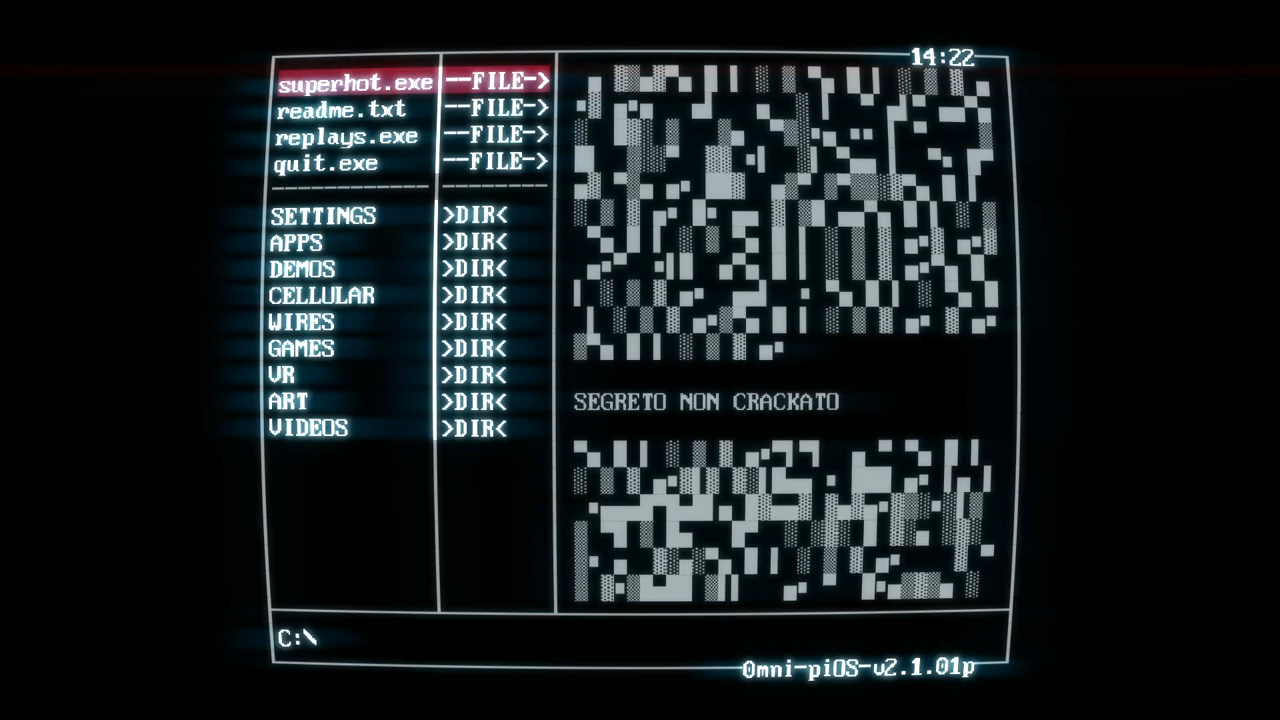 14:22
superhot.exe --FILE->
readme.txt --FILE->
replays.exe --FILE->
quit.exe --FILE->
SETTINGS >DIR<
APPS >DIR<
DEMOS >DIR<
CELLULAR >DIR<
WIRES >DIR<
GAMES >DIR<
VR >DIR<
ART >DIR<
VIDEOS >DIR<
SEGRETO NON CRACKATO
C:\
Omni-piOS-v2.1.01p